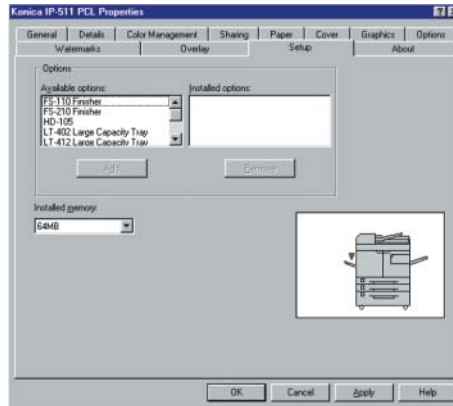 Konica IP-511 PCL Properties
General Details Color Management Sharing Paper Cover Graphics Options
Watermarks Overlay Setup About
Options
Available options: Installed options:
FS-110 Finisher
FS-210 Finisher
HD-105
LT-402 Large Capacity Tray
LT-412 Large Capacity Tray
Add Remove
Installed memory:
64MB
OK Cancel Apply Help